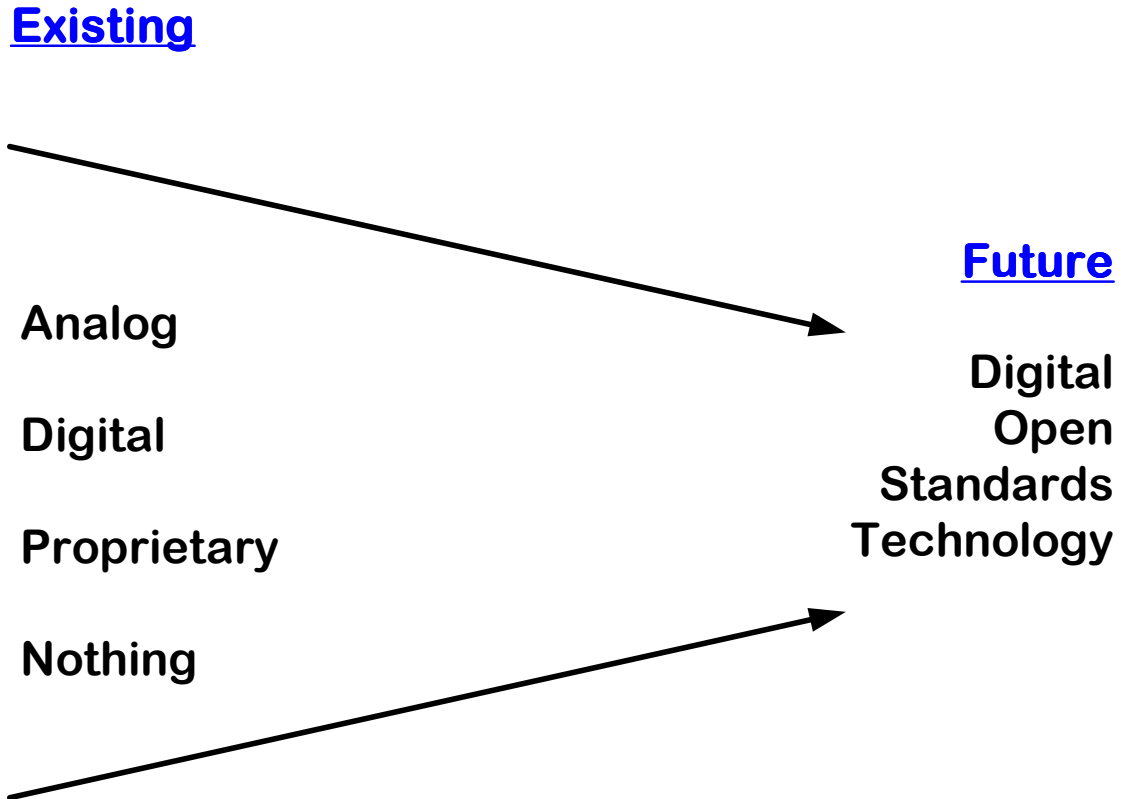 Existing
Analog
Digital
Proprietary
Nothing
Future
Digital
Open
Standards
Technology